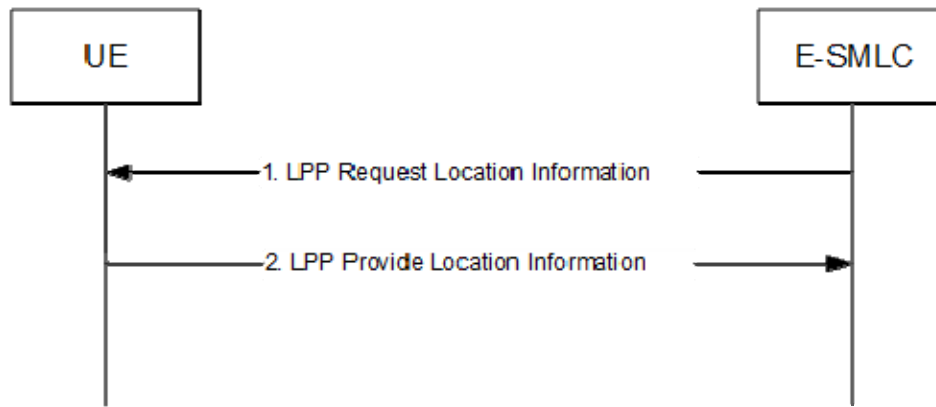 UE
E-SMLC
1. LPP Request Location Information
2. LPP Provide Location Information